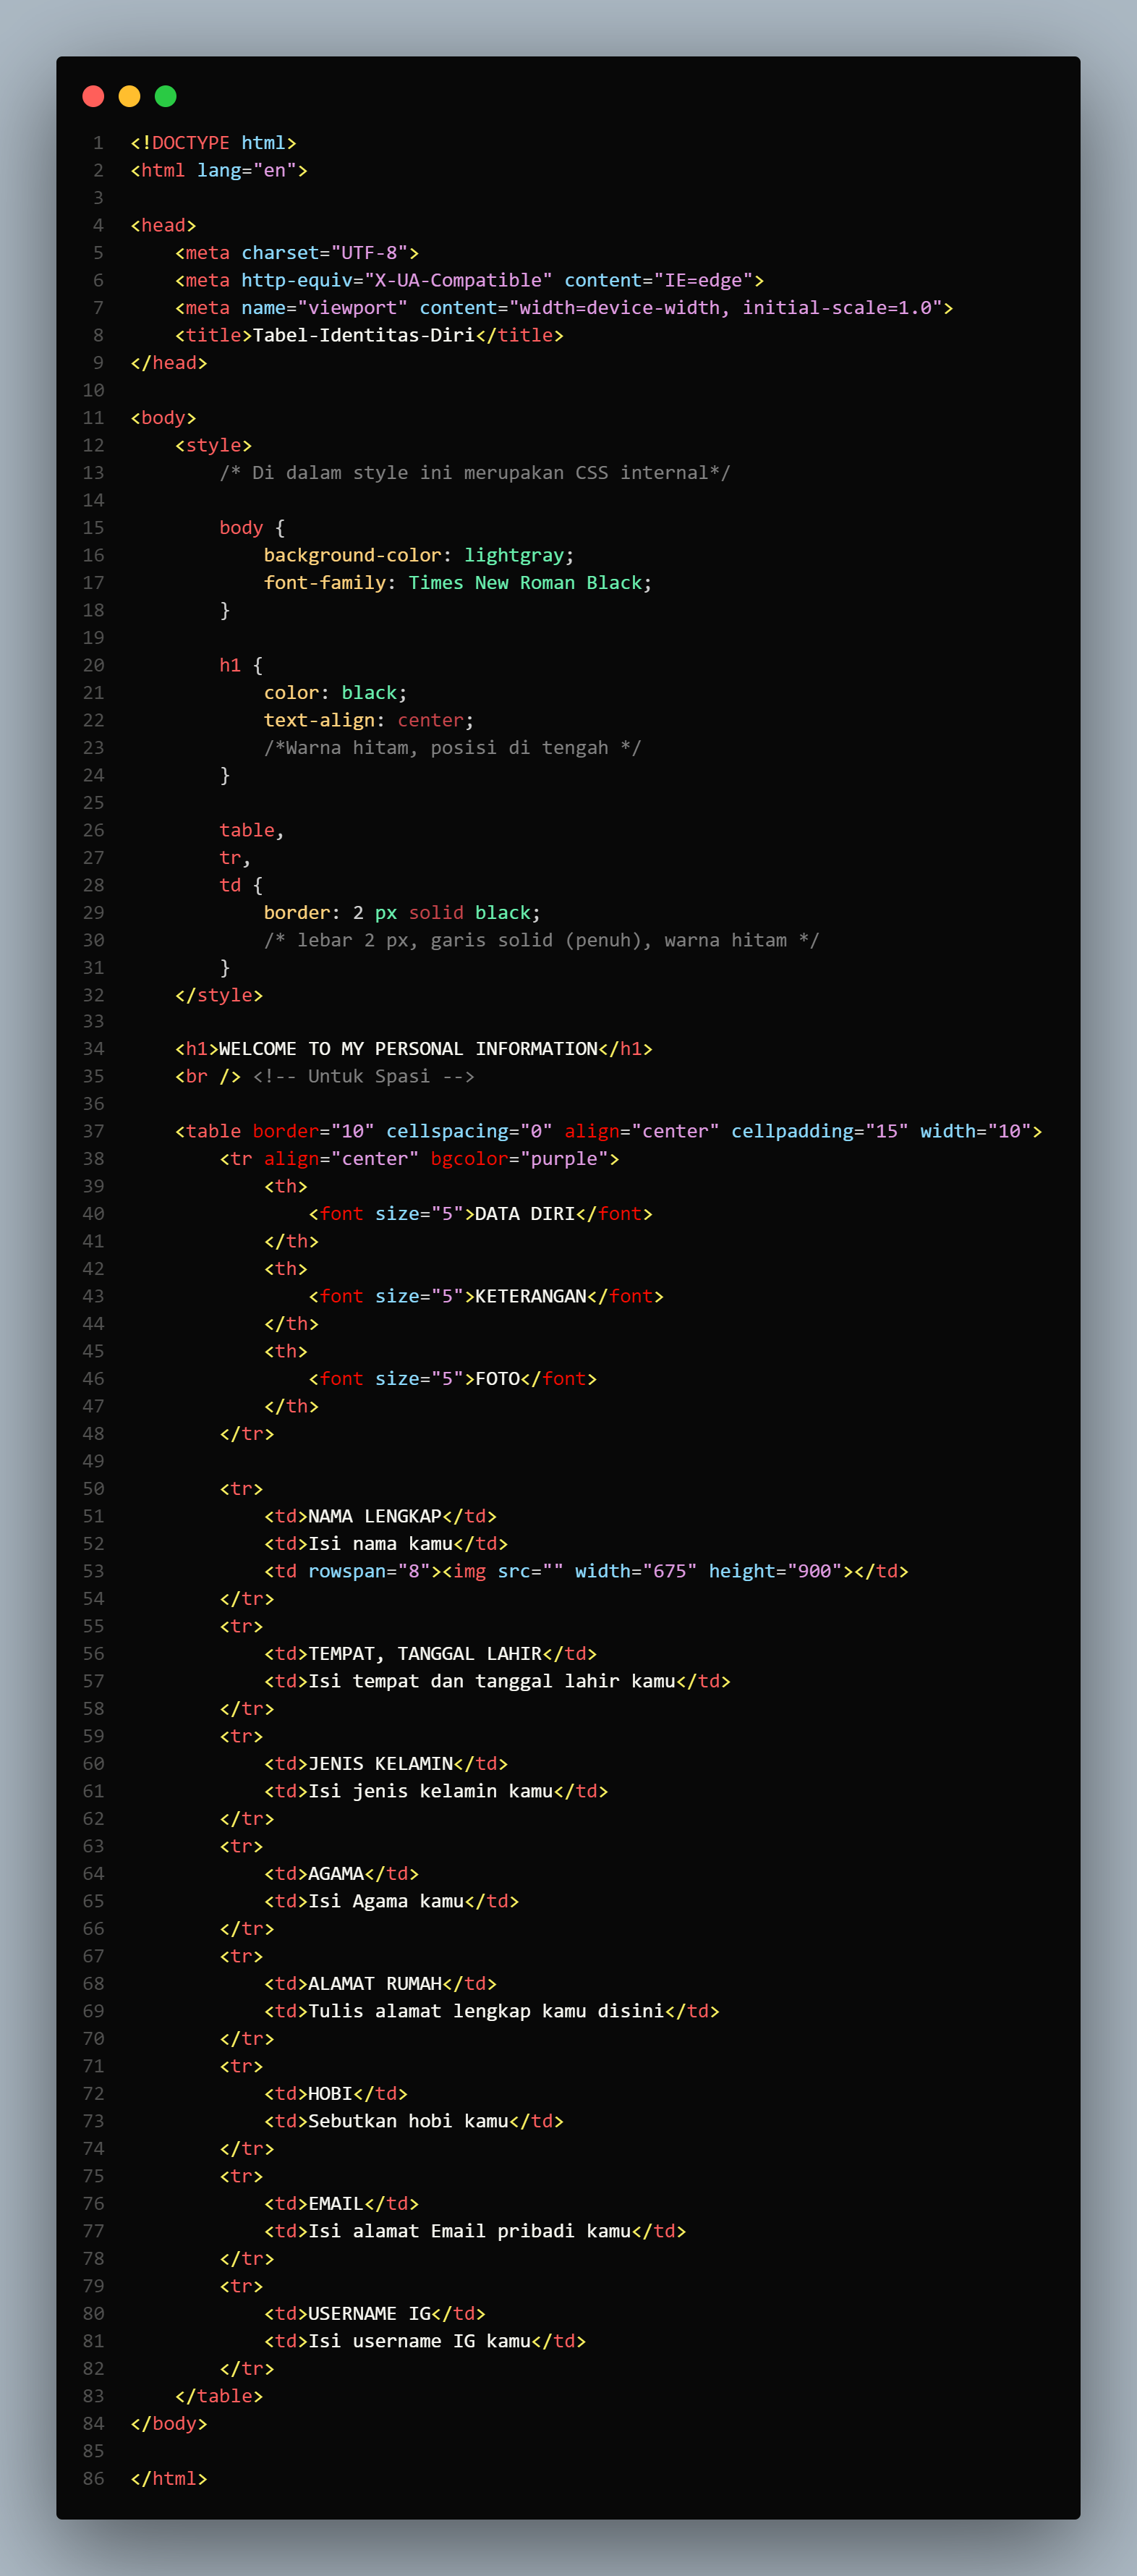 1 <!DOCTYPE html>
2 <html lang="en">
3
4 <head>
5     <meta charset="UTF-8">
6     <meta http-equiv="X-UA-Compatible" content="IE=edge">
7     <meta name="viewport" content="width=device-width, initial-scale=1.0">
8     <title>Tabel-Identitas-Diri</title>
9 </head>
10
11 <body>
12     <style>
13         /* Di dalam style ini merupakan CSS internal*/
14
15         body {
16             background-color: lightgray;
17             font-family: Times New Roman Black;
18         }
19
20         h1 {
21             color: black;
22             text-align: center;
23             /*Warna hitam, posisi di tengah */
24         }
25
26         table,
27         tr,
28         td {
29             border: 2 px solid black;
30             /* lebar 2 px, garis solid (penuh), warna hitam */
31         }
32     </style>
33
34     <h1>WELCOME TO MY PERSONAL INFORMATION</h1>
35     <br /> <!-- Untuk Spasi -->
36
37     <table border="10" cellspacing="0" align="center" cellpadding="15" width="10">
38         <tr align="center" bgcolor="purple">
39             <th>
40                 <font size="5">DATA DIRI</font>
41             </th>
42             <th>
43                 <font size="5">KETERANGAN</font>
44             </th>
45             <th>
46                 <font size="5">FOTO</font>
47             </th>
48         </tr>
49
50         <tr>
51             <td>NAMA LENGKAP</td>
52             <td>Isi nama kamu</td>
53             <td rowspan="8"><img src="" width="675" height="900"></td>
54         </tr>
55         <tr>
56             <td>TEMPAT, TANGGAL LAHIR</td>
57             <td>Isi tempat dan tanggal lahir kamu</td>
58         </tr>
59         <tr>
60             <td>JENIS KELAMIN</td>
61             <td>Isi jenis kelamin kamu</td>
62         </tr>
63         <tr>
64             <td>AGAMA</td>
65             <td>Isi Agama kamu</td>
66         </tr>
67         <tr>
68             <td>ALAMAT RUMAH</td>
69             <td>Tulis alamat lengkap kamu disini</td>
70         </tr>
71         <tr>
72             <td>HOBI</td>
73             <td>Sebutkan hobi kamu</td>
74         </tr>
75         <tr>
76             <td>EMAIL</td>
77             <td>Isi alamat Email pribadi kamu</td>
78         </tr>
79         <tr>
80             <td>USERNAME IG</td>
81             <td>Isi username IG kamu</td>
82         </tr>
83     </table>
84 </body>
85
86 </html>